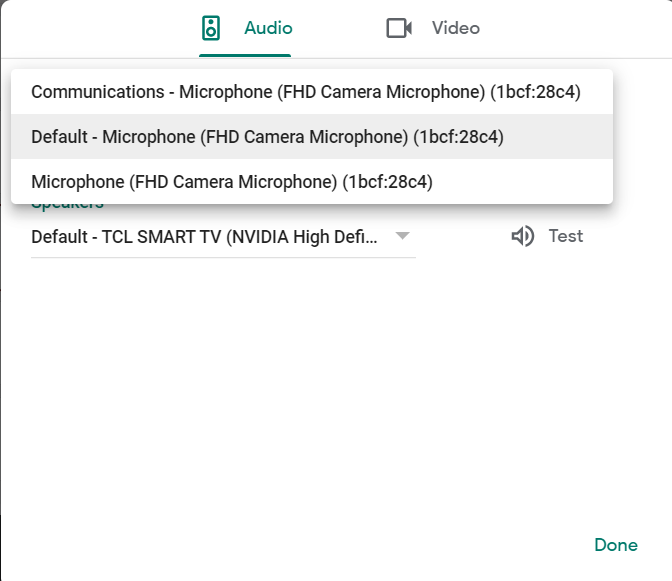 Audio
Video
Communications - Microphone (FHD Camera Microphone) (1bcf:28c4)
Default - Microphone (FHD Camera Microphone) (1bcf:28c4)
Microphone (FHD Camera Microphone) (1bcf:28c4)
Speakers
Default - TCL SMART TV (NVIDIA High Defi...
Test
Done